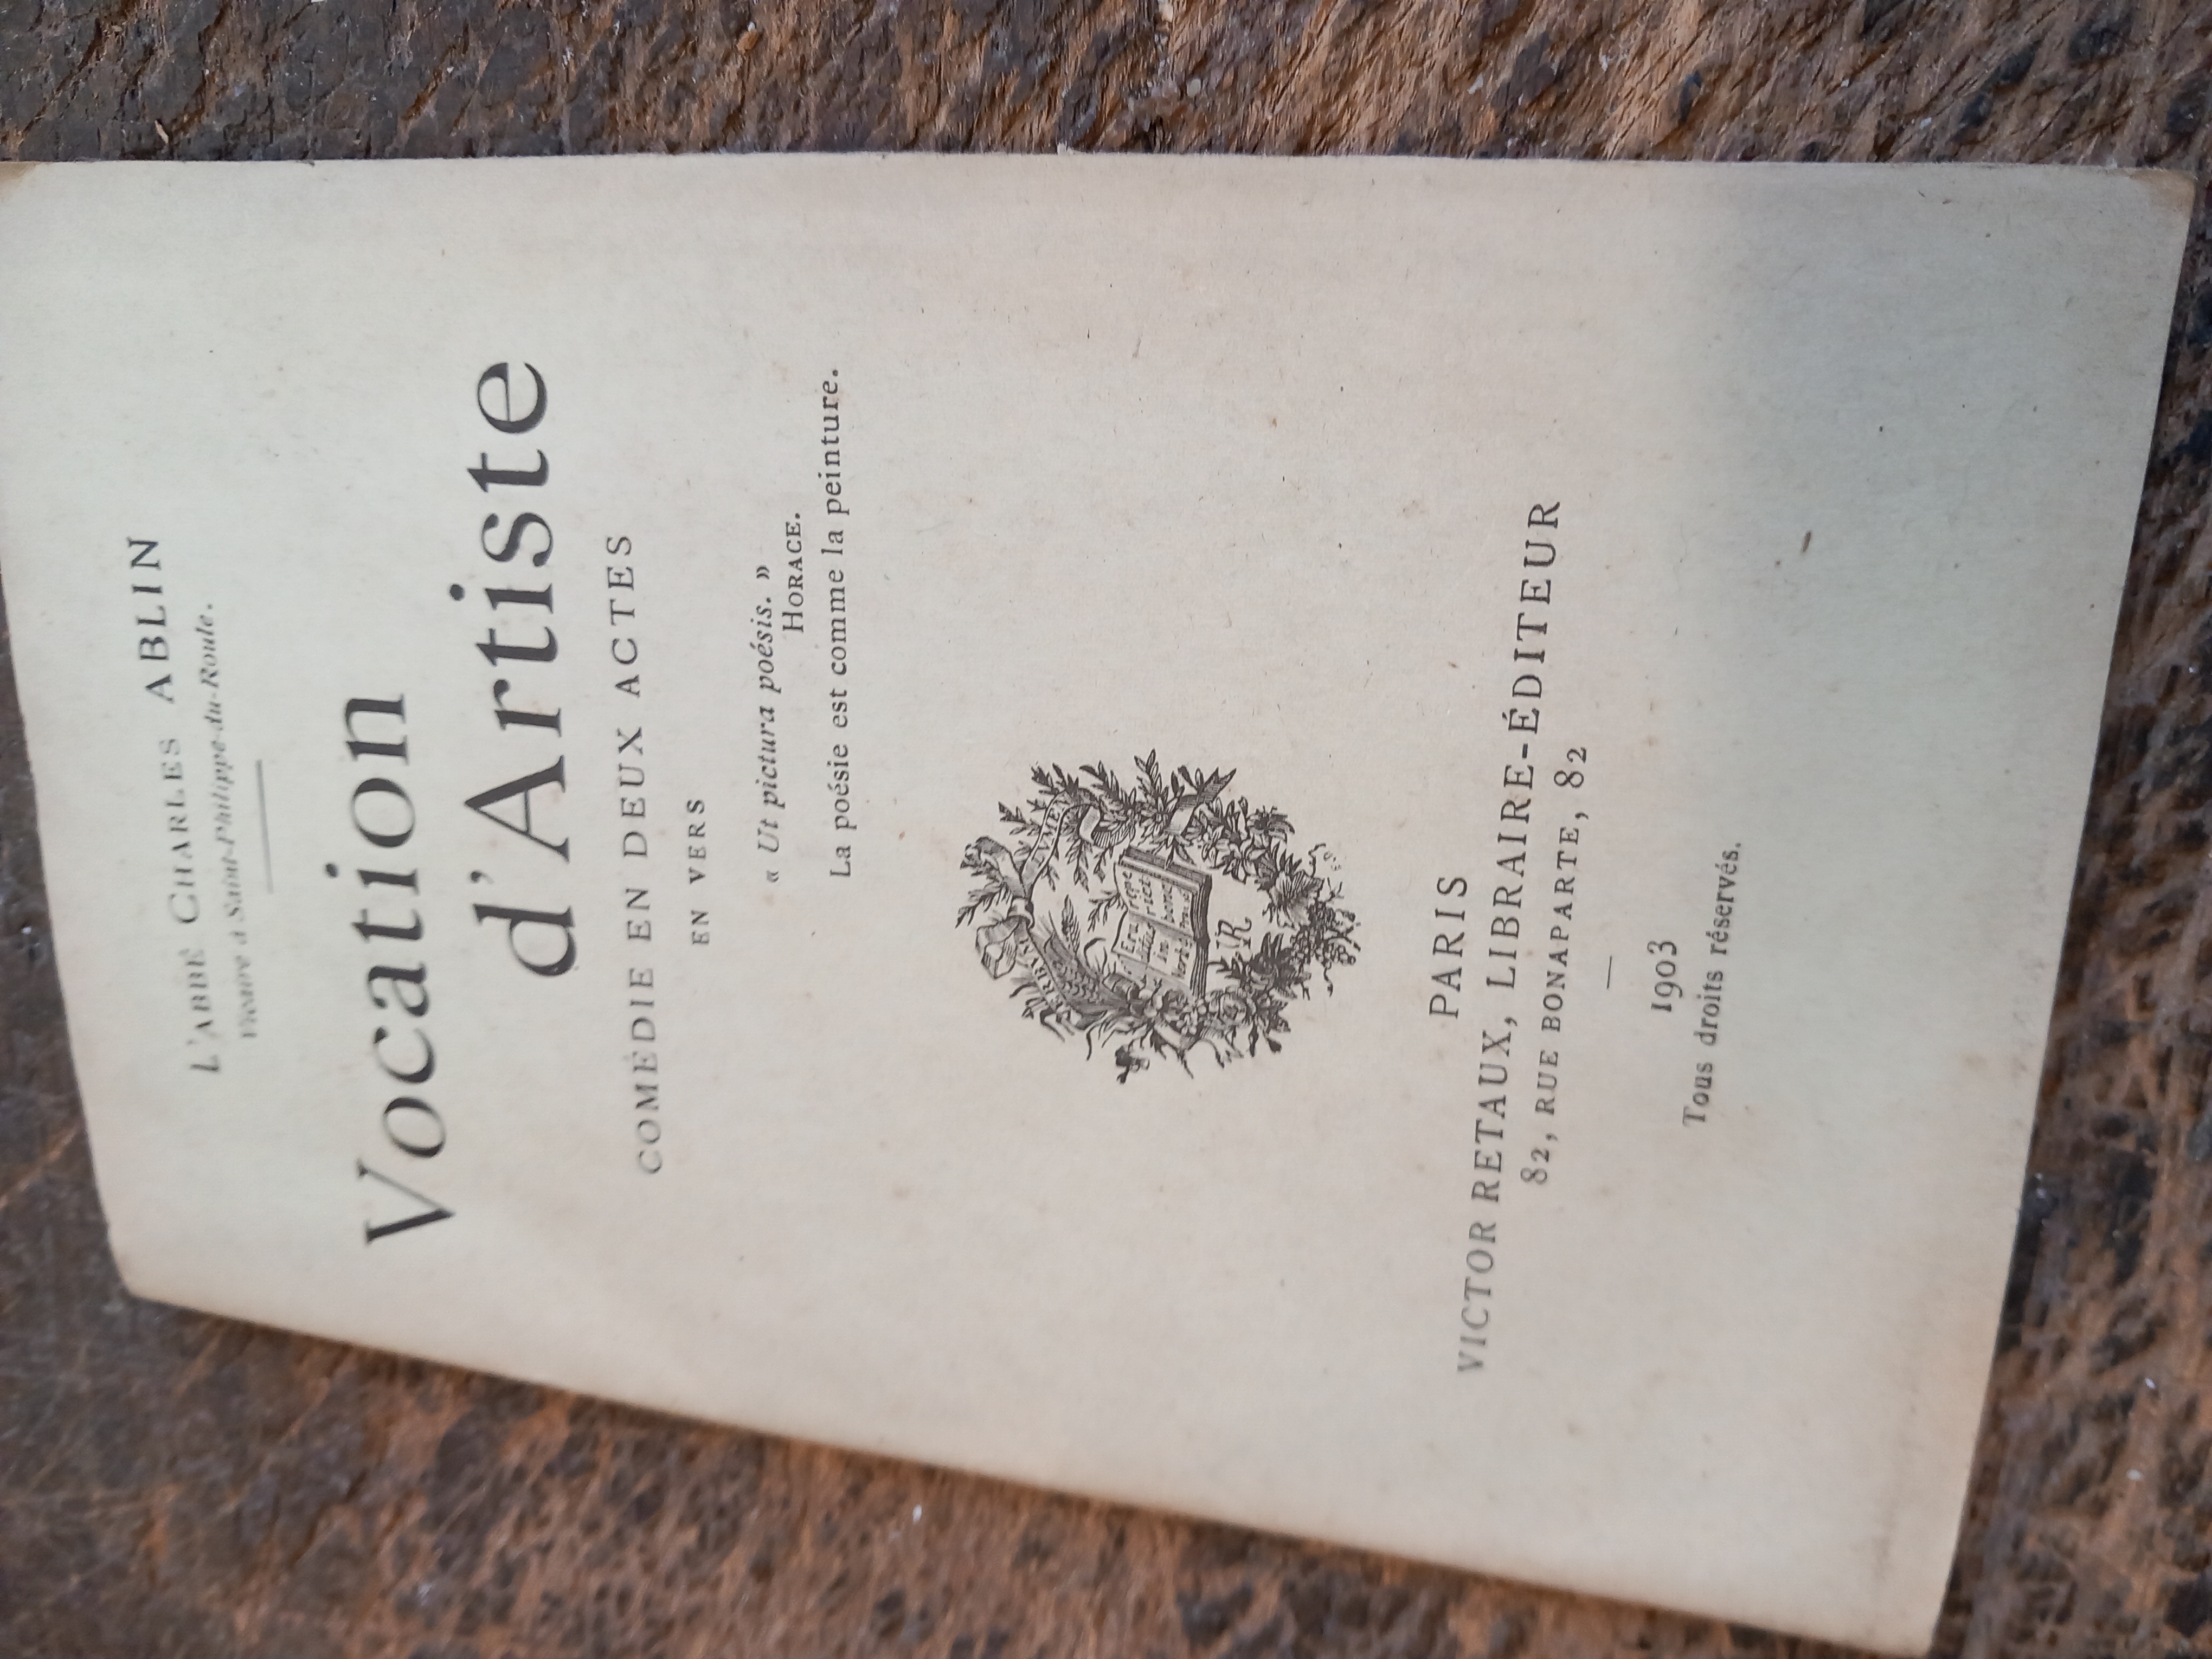 L'ABBÉ CHARLES ABLIN
Vicaire à Saint-Philippe-du-Roule.
Vocation
d'Artiste
COMÉDIE EN DEUX ACTES
EN VERS
« Ut pictura poésis. »
HORACE.
La poésie est comme la peinture.
VR
PARIS
VICTOR RETAUX, LIBRAIRE-ÉDITEUR
82, RUE BONAPARTE, 82
1903
Tous droits réservés.